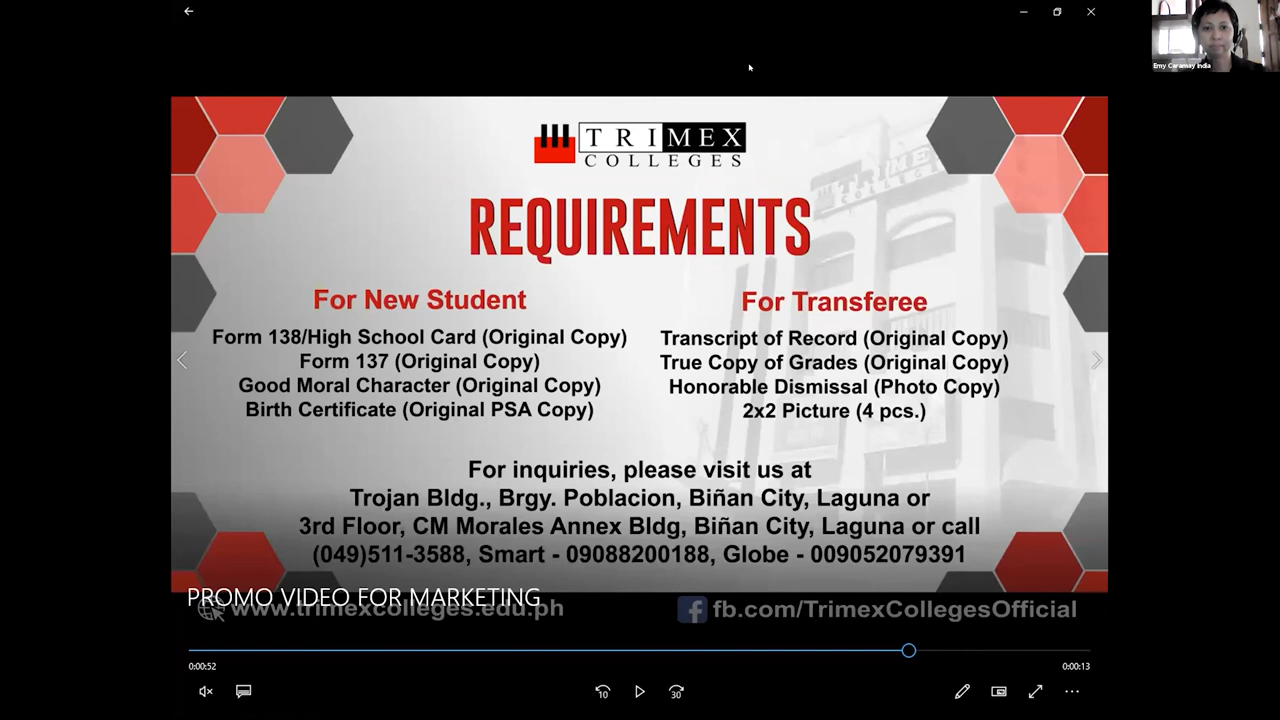 Emy Caramay India
TRIMEX
COLLEGES
REQUIREMENTS
For New Student
Form 138/High School Card (Original Copy)
Form 137 (Original Copy)
Good Moral Character (Original Copy)
Birth Certificate (Original PSA Copy)
For Transferee
Transcript of Record (Original Copy)
True Copy of Grades (Original Copy)
Honorable Dismissal (Photo Copy)
2x2 Picture (4 pcs.)
For inquiries, please visit us at
Trojan Bldg., Brgy. Poblacion, Biñan City, Laguna or
3rd Floor, CM Morales Annex Bldg, Biñan City, Laguna or call
(049)511-3588, Smart - 09088200188, Globe - 009052079391
PROMO VIDEO FOR MARKETING
www.trimexcolleges.edu.ph
fb.com/TrimexCollegesOfficial
0:00:52
0:00:13
10
30